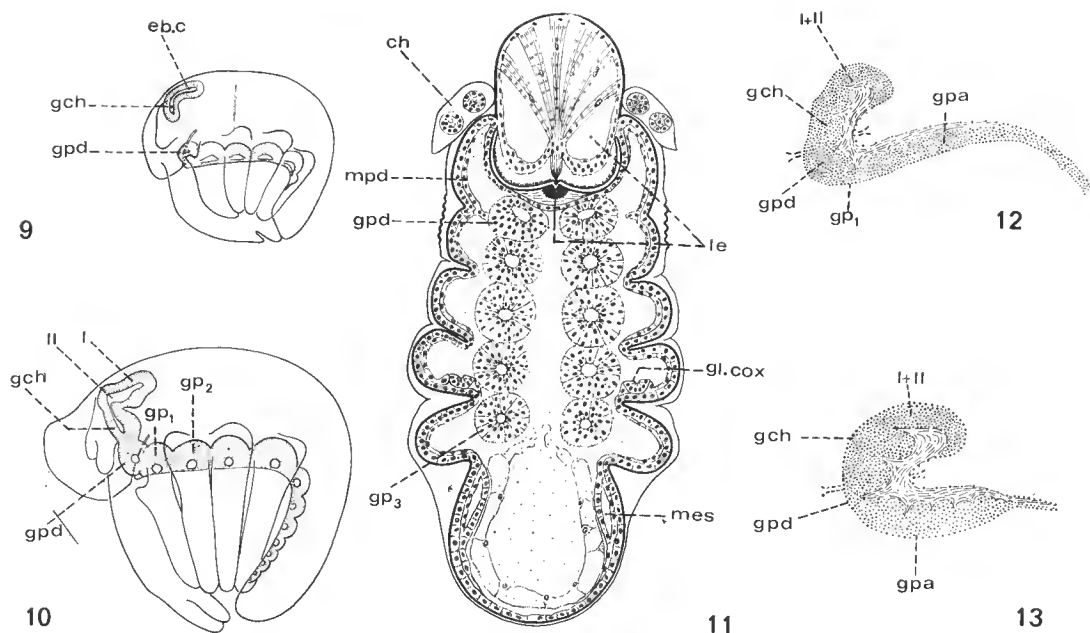 eb.c
gch
gpd
9
II
I
gch
gp1
gp2
gpd
10
ch
mpd
gpd
le
gl.cox
gp3
mes
11
I+II
gch
gpa
gpd
gp1
12
I+II
gch
gpd
gpa
13